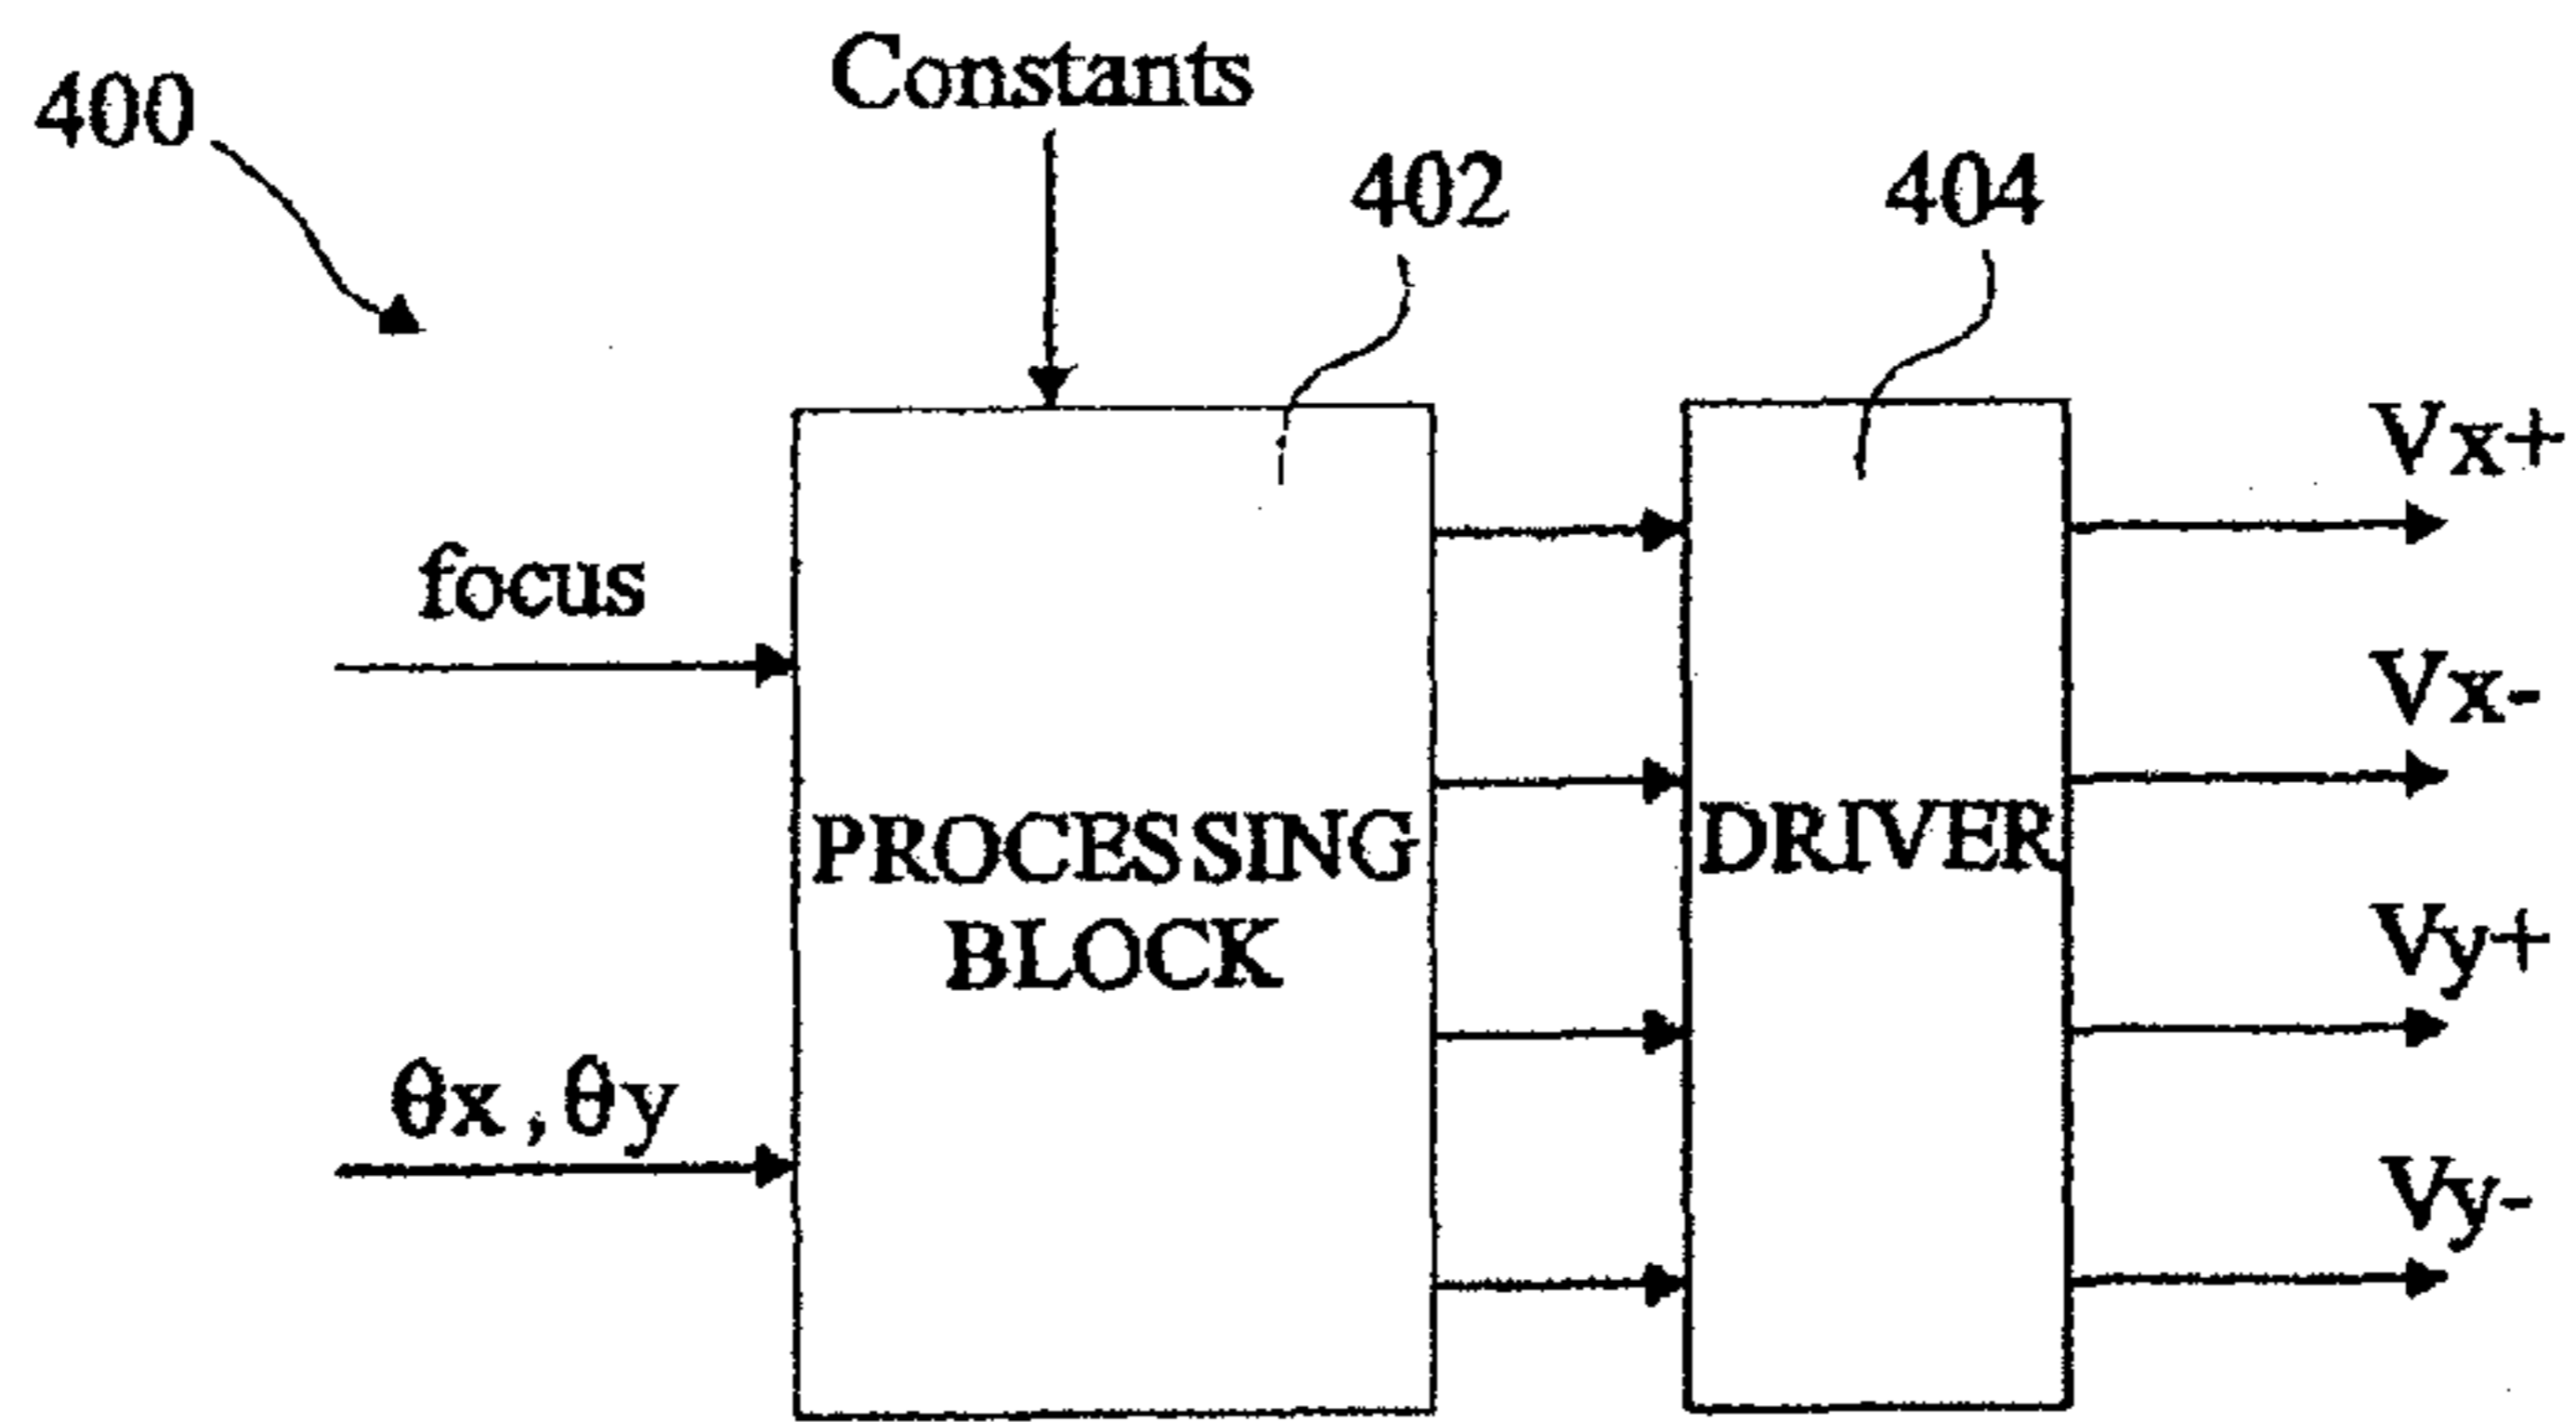 Constants
400
402
404
Vx+
focus
Vx-
PROCESSING
BLOCK
DRIVER
Vy+
θx , θy
Vy-